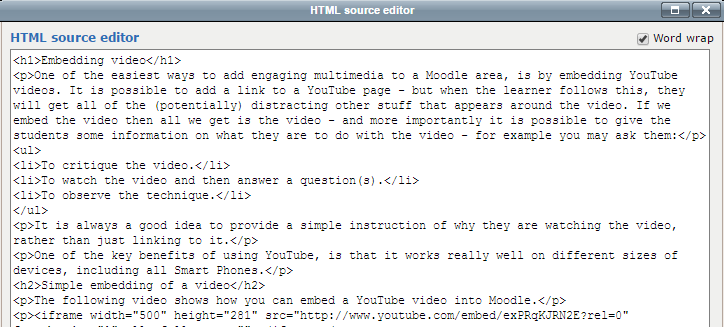 HTML source editor
HTML source editor
Word wrap
<h1>Embedding video</h1>
<p>One of the easiest ways to add engaging multimedia to a Moodle area, is by embedding YouTube
videos. It is possible to add a link to a YouTube page - but when the learner follows this, they
will get all of the (potentially) distracting other stuff that appears around the video. If we
embed the video then all we get is the video - and more importantly it is possible to give the
students some information on what they are to do with the video - for example you may ask them:</p>
<ul>
<li>To critique the video.</li>
<li>To watch the video and then answer a question(s).</li>
<li>To observe the technique.</li>
</ul>
<p>It is always a good idea to provide a simple instruction of why they are watching the video,
rather than just linking to it.</p>
<p>One of the key benefits of using YouTube, is that it works really well on different sizes of
devices, including all Smart Phones.</p>
<h2>Simple embedding of a video</h2>
<p>The following video shows how you can embed a YouTube video into Moodle.</p>
<p><iframe width="500" height="281" src="http://www.youtube.com/embed/exPRqKJRN2E?rel=0"